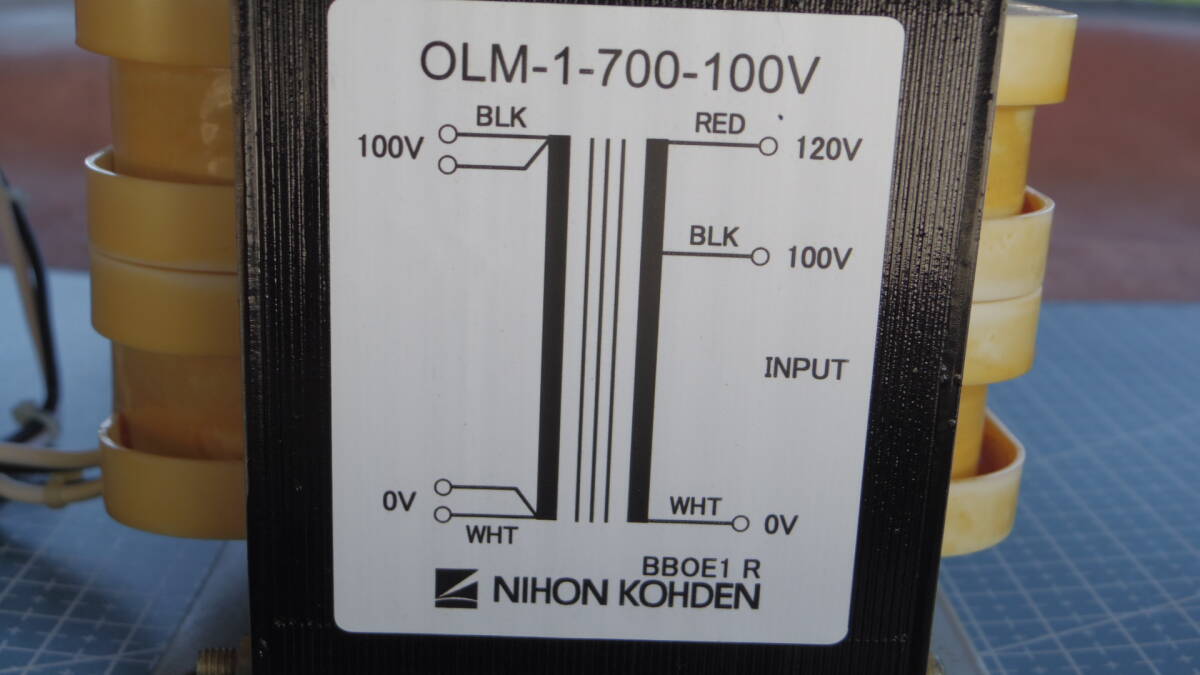 OLM-1-700-100V
BLK
100V
RED
120V
BLK
100V
INPUT
0V
WHT
WHT
0V
BBOE1 R
NIHON KOHDEN